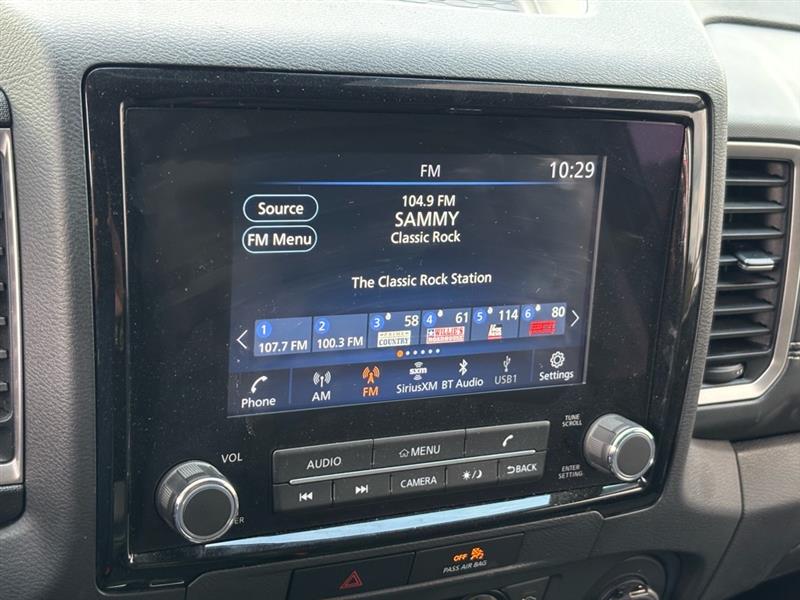 FM 10:29
104.9 FM
Source SAMMY
FM Menu Classic Rock
The Classic Rock Station
1 2 3 58 4 61 5 114 6 80
107.7 FM 100.3 FM COUNTRY WILLIE'S
Phone AM FM SiriusXM BT Audio USB1 Settings
sxm
VOL AUDIO MENU TUNE
SCROLL
CAMERA BACK ENTER
SETTING
OFF
PASS AIR BAG